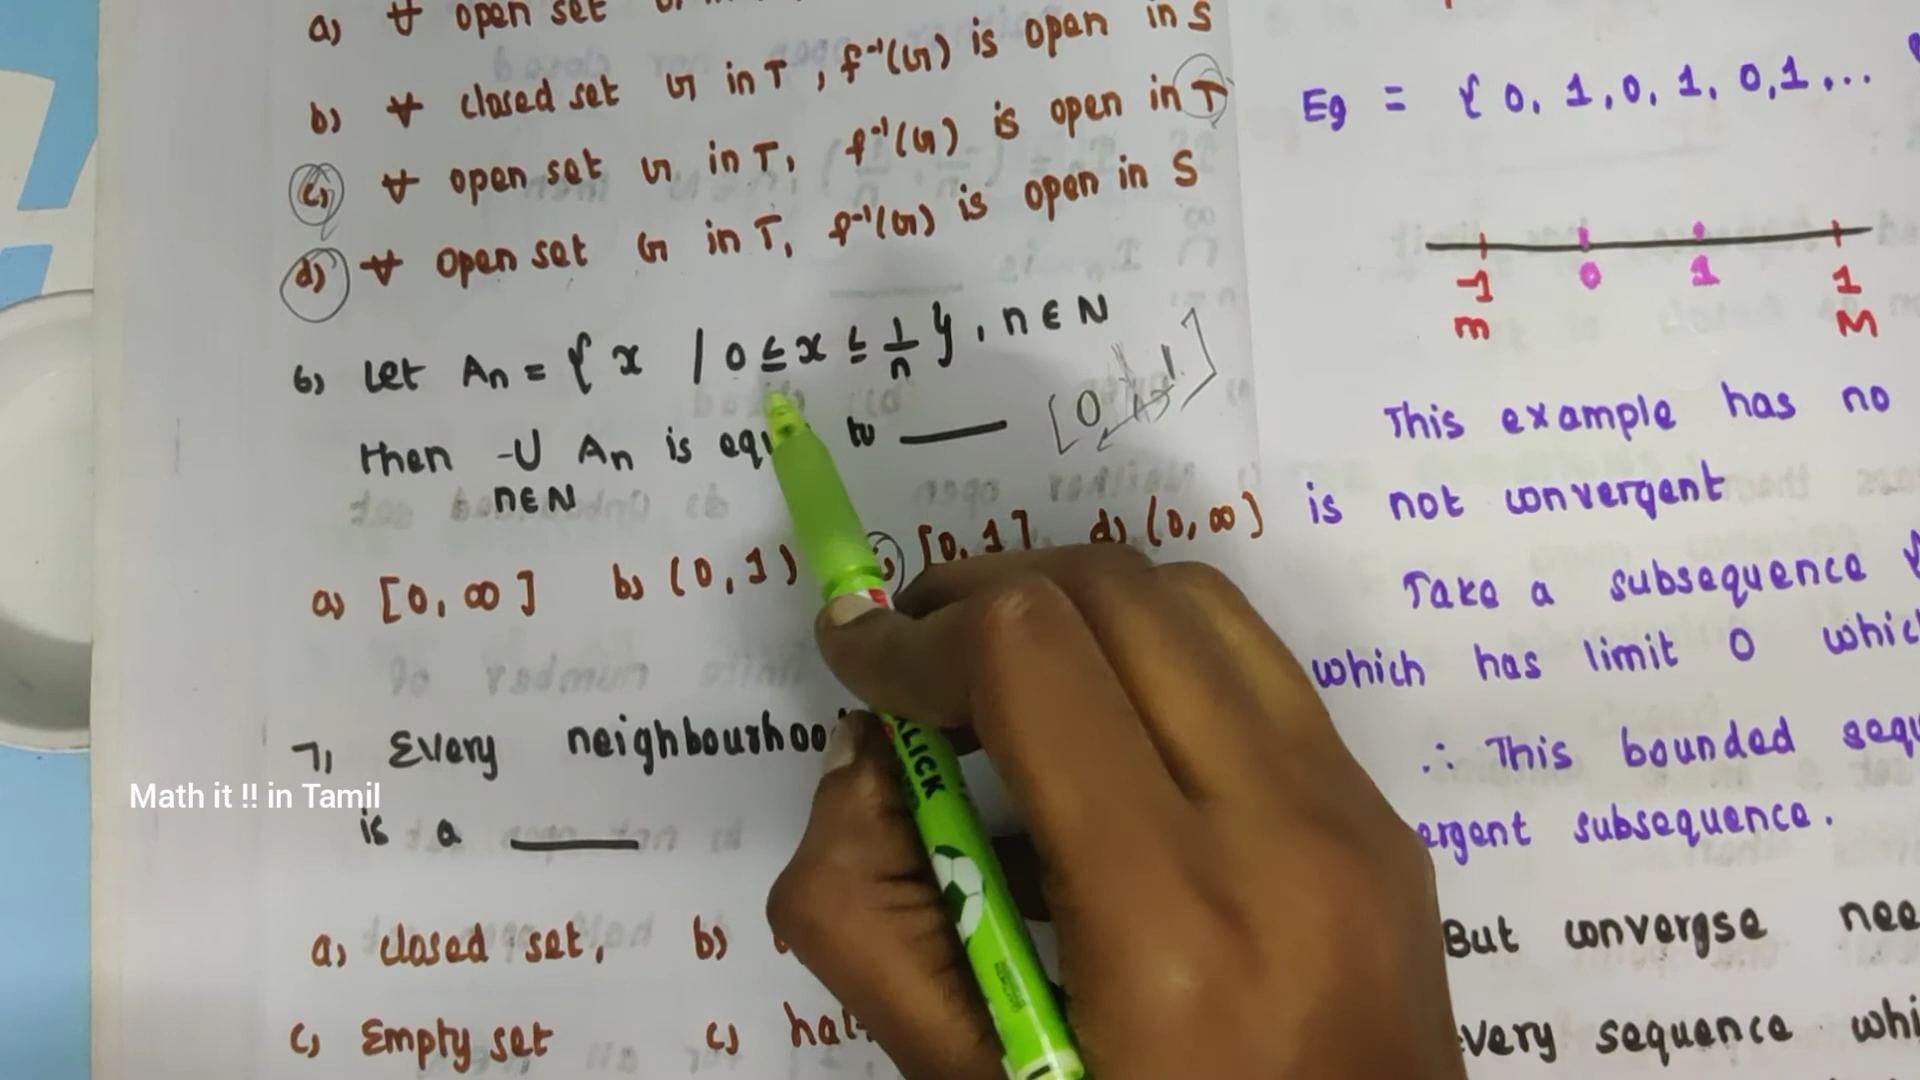 a) ∀ open set
b) ∀ closed set G in T, f⁻¹(G) is open in S
c) ∀ open set G in T, f⁻¹(G) is open in T
d) ∀ open set G in T, f⁻¹(G) is open in S
6) Let An = { x / 0 ≤ x ≤ 1/n }, n ∈ N
then -U An is equ to ____ [0, 1]
n∈N
a) [0, ∞] b) (0, 1) [0, 1] d) (0, ∞]
7) Every neighbourhoo
is a ____
a) closed set, b)
c) Empty set c) hal
Math it !! in Tamil
Eg = { 0, 1, 0, 1, 0, 1, ...
-1 0 1 1
m M
This example has no
is not convergent
Take a subsequence {
which has limit 0 whic
∴ This bounded sequ
ergent subsequence.
But convergse nee
very sequence whi
KLICK